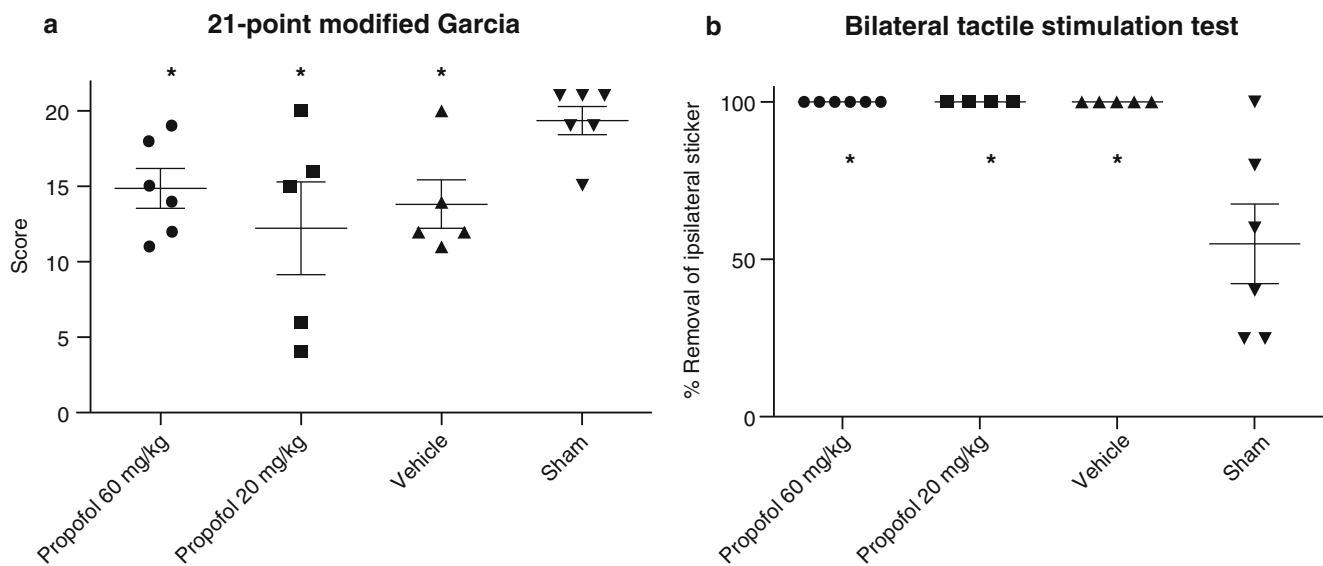 a
21-point modified Garcia
*
*
*
Score
20
15
10
5
0
Propofol 60 mg/kg
Propofol 20 mg/kg
Vehicle
Sham
b
Bilateral tactile stimulation test
% Removal of ipsilateral sticker
100
50
0
*
*
*
Propofol 60 mg/kg
Propofol 20 mg/kg
Vehicle
Sham